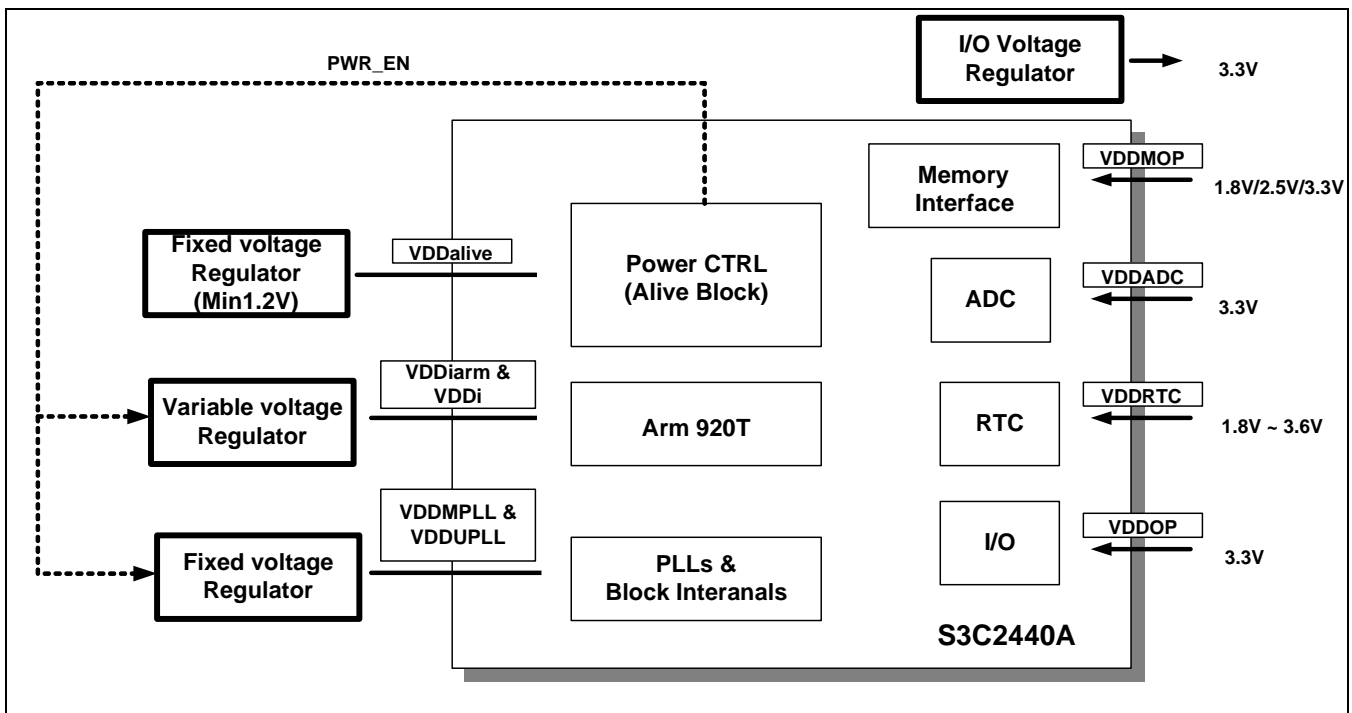 PWR_EN
I/O Voltage
Regulator
3.3V
VDDMOP
1.8V/2.5V/3.3V
Memory
Interface
Fixed voltage
Regulator
(Min1.2V)
VDDalive
Power CTRL
(Alive Block)
ADC
VDDADC
3.3V
Variable voltage
Regulator
VDDiarm &
VDDi
Arm 920T
RTC
VDDRTC
1.8V ~ 3.6V
Fixed voltage
Regulator
VDDMPLL &
VDDUPLL
PLLs &
Block Interanals
I/O
VDDOP
3.3V
S3C2440A